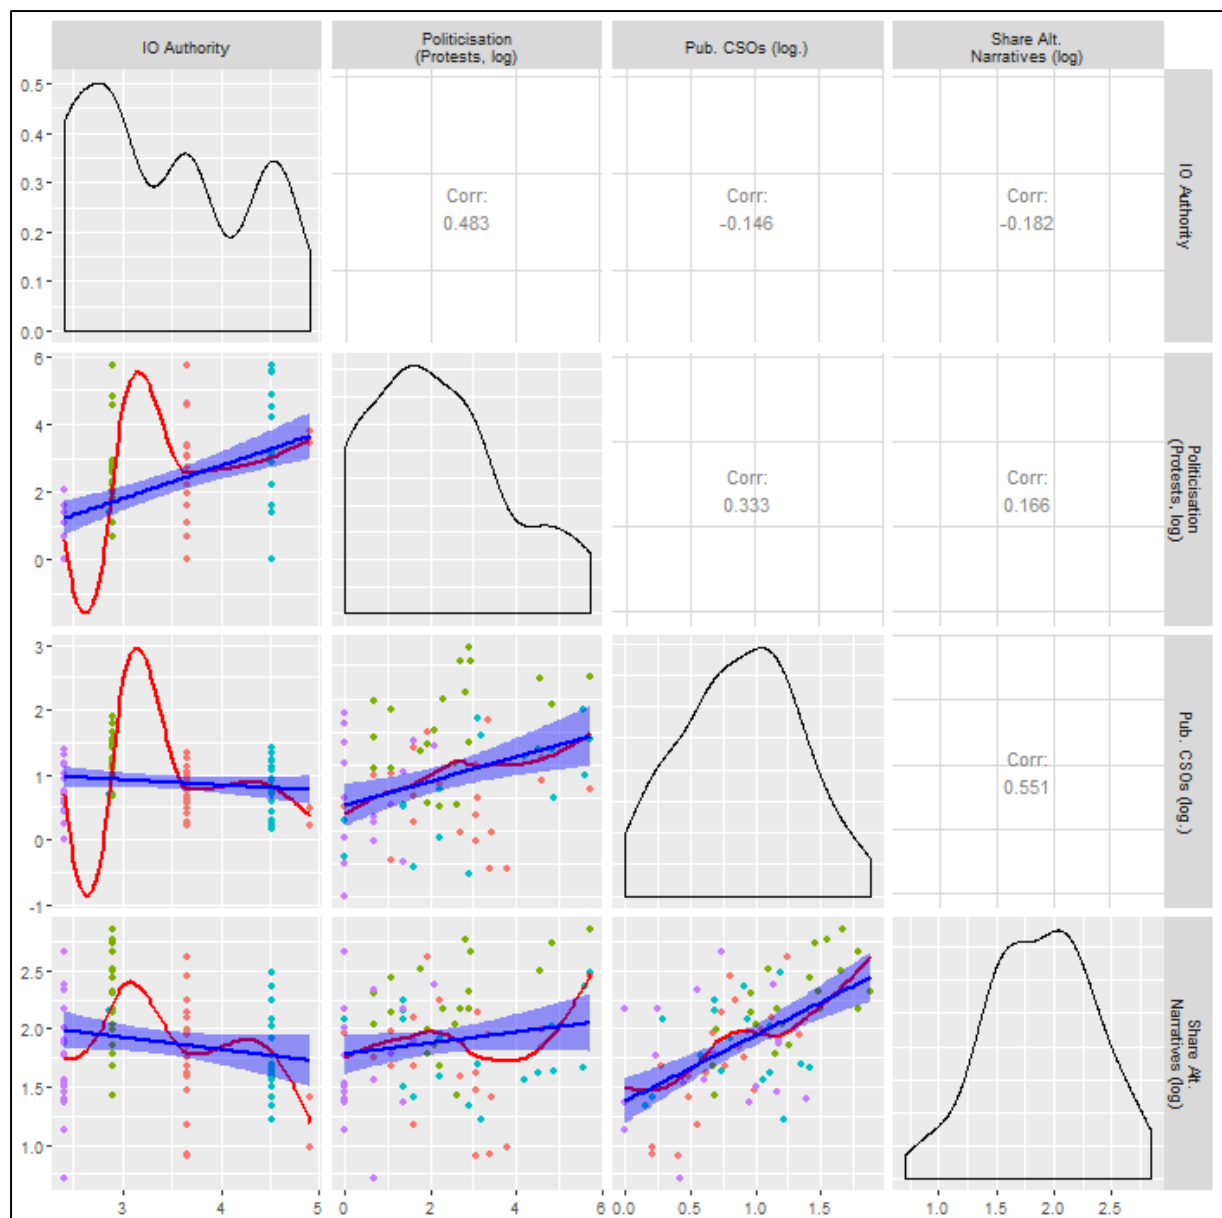 IO Authority
Politicisation
(Protests, log)
Pub. CSOs (log.)
Share Alt.
Narratives (log)
0.5
0.4
0.3
0.2
0.1
0.0
Corr:
0.483
Corr:
-0.146
Corr:
-0.182
IO Authority
6
4
2
0
Corr:
0.333
Corr:
0.166
Politicisation
(Protests, log)
3
2
1
0
-1
Corr:
0.551
Pub. CSOs (log.)
2.5
2.0
1.5
1.0
Share Alt.
Narratives (log)
3
4
5
0
2
4
6
0.0
0.5
1.0
1.5
1.0
1.5
2.0
2.5